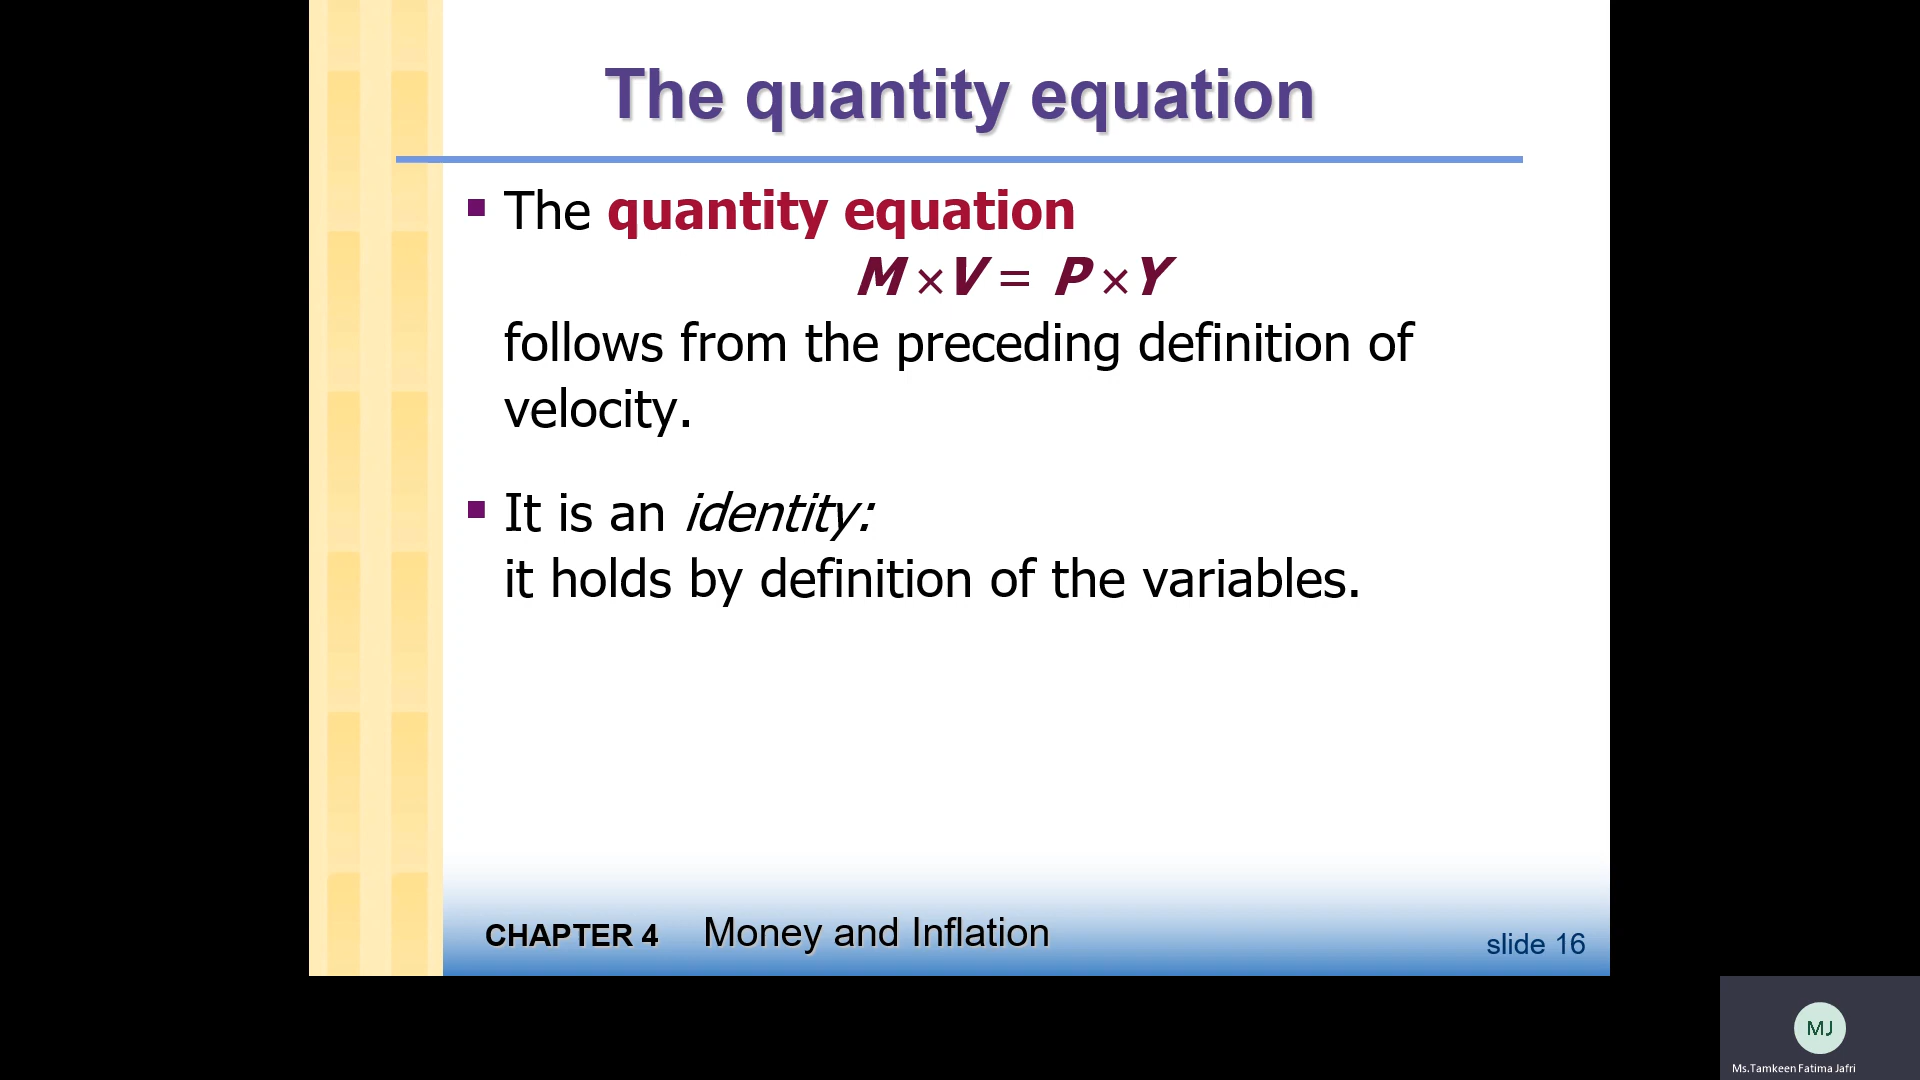 The quantity equation
▪ The quantity equation
M × V = P × Y
follows from the preceding definition of
velocity.
▪ It is an identity:
it holds by definition of the variables.
CHAPTER 4 Money and Inflation
slide 16
MJ
Ms.Tamkeen Fatima Jafri